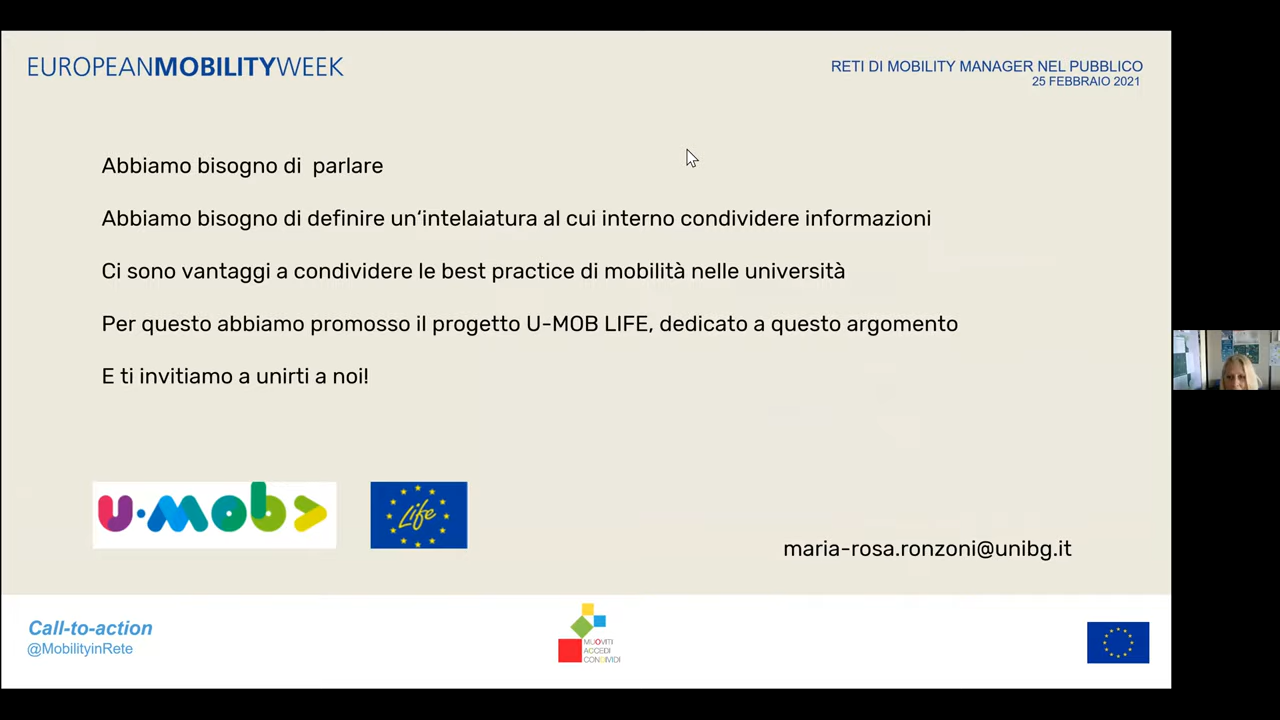 EUROPEANMOBILITYWEEK
RETI DI MOBILITY MANAGER NEL PUBBLICO
25 FEBBRAIO 2021
Abbiamo bisogno di  parlare
Abbiamo bisogno di definire un‘intelaiatura al cui interno condividere informazioni
Ci sono vantaggi a condividere le best practice di mobilità nelle università
Per questo abbiamo promosso il progetto U-MOB LIFE, dedicato a questo argomento
E ti invitiamo a unirti a noi!
U·MOb>
Life
maria-rosa.ronzoni@unibg.it
Call-to-action
@MobilityinRete
MUOVITI
ACCEDI
CONDIVIDI